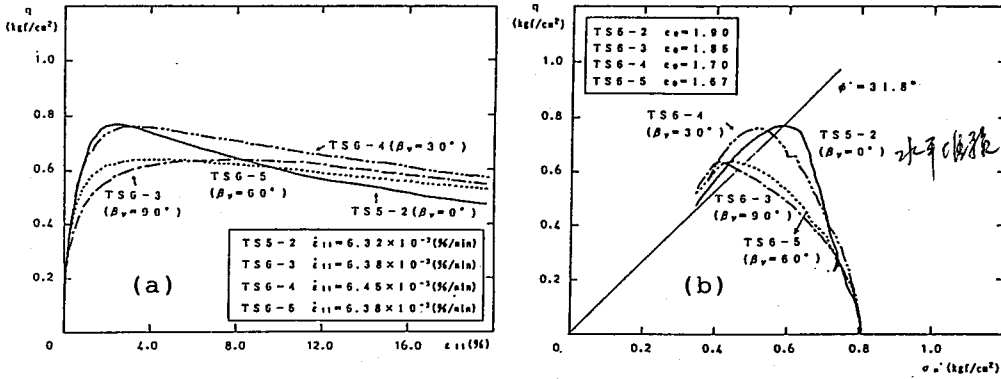 q
(kgf/cm²)
1.0
0.8
0.6
0.4
0.2
0
4.0
8.0
12.0
16.0
ε₁₁(%)
TS6-4(βᵥ=30°)
TS6-5
(βᵥ=60°)
TS6-3
(βᵥ=90°)
TS5-2(βᵥ=0°)
TS5-2 ε̇₁₁=6.32×10⁻³(%/min)
TS6-3 ε̇₁₁=6.38×10⁻³(%/min)
TS6-4 ε̇₁₁=6.45×10⁻³(%/min)
TS6-5 ε̇₁₁=6.38×10⁻³(%/min)
(a)
q
(kgf/cm²)
TS6-2 e₀=1.90
TS6-3 e₀=1.85
TS6-4 e₀=1.70
TS6-5 e₀=1.67
1.0
0.8
0.6
0.4
0.2
0
0.2
0.4
0.6
0.8
1.0
σₘ'(kgf/cm²)
φ'=31.8°
TS6-4
(βᵥ=30°)
TS5-2
(βᵥ=0°)
水平
TS6-3
(βᵥ=90°)
TS6-5
(βᵥ=60°)
(b)